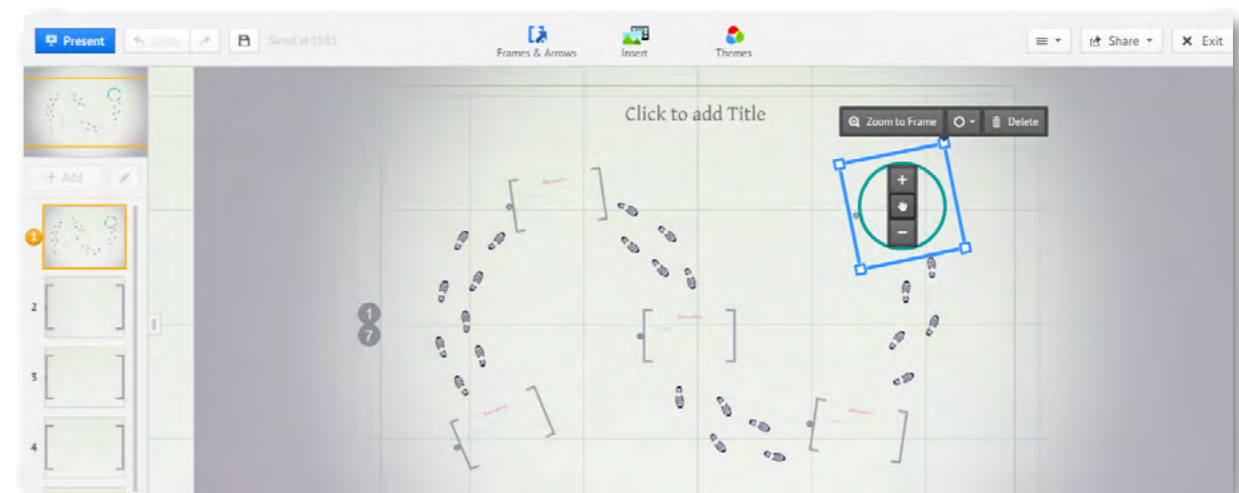 Present
Undo
Saved at 05:55
Frames & Arrows
Insert
Themes
Share
Exit
Click to add Title
Zoom to Frame
Delete
+ Add
1
2
3
4
1
7